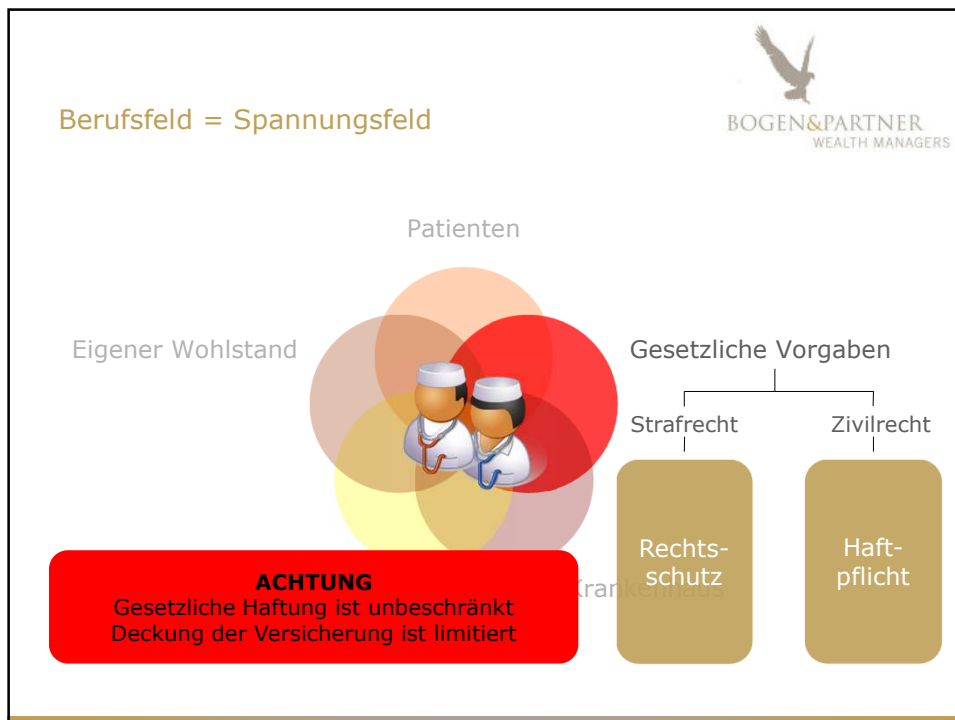 Berufsfeld = Spannungsfeld
BOGEN&PARTNER
WEALTH MANAGERS
Patienten
Eigener Wohlstand
Gesetzliche Vorgaben
Strafrecht
Zivilrecht
Rechts-
schutz
Haft-
pflicht
Krankenhaus
ACHTUNG
Gesetzliche Haftung ist unbeschränkt
Deckung der Versicherung ist limitiert